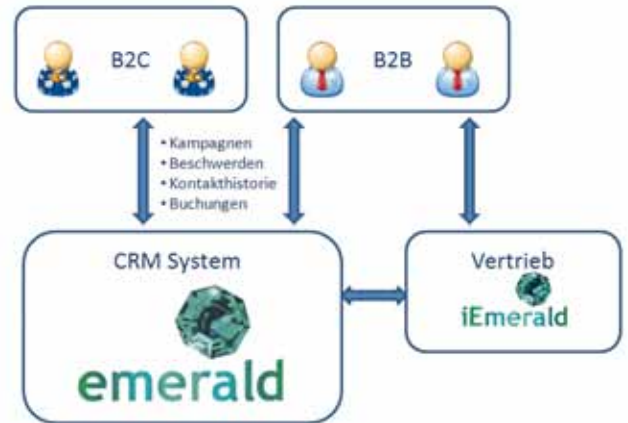 B2C
B2B
• Kampagnen
• Beschwerden
• Kontakthistorie
• Buchungen
CRM System
emerald
Vertrieb
iEmerald